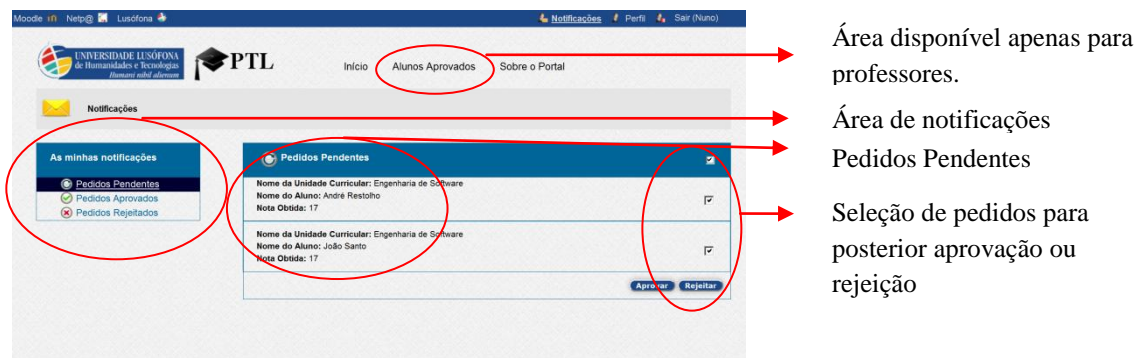 Moodle Netp@ Lusófona Notificações Perfil Sair (Nuno)
UNIVERSIDADE LUSÓFONA
de Humanidades e Tecnologias
Humani nihil alienum
PTL
Início Alunos Aprovados Sobre o Portal
Notificações
As minhas notificações
Pedidos Pendentes
Pedidos Aprovados
Pedidos Rejeitados
Pedidos Pendentes
Nome da Unidade Curricular: Engenharia de Software
Nome do Aluno: André Restolho
Nota Obtida: 17
Nome da Unidade Curricular: Engenharia de Software
Nome do Aluno: João Santo
Nota Obtida: 17
Aprovar Rejeitar
Área disponível apenas para
professores.
Área de notificações
Pedidos Pendentes
Seleção de pedidos para
posterior aprovação ou
rejeição